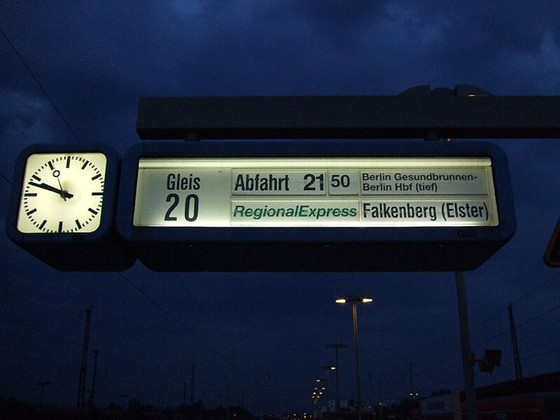 Gleis
20
Abfahrt 21 50
Berlin Gesundbrunnen-
Berlin Hbf (tief)
RegionalExpress Falkenberg (Elster)